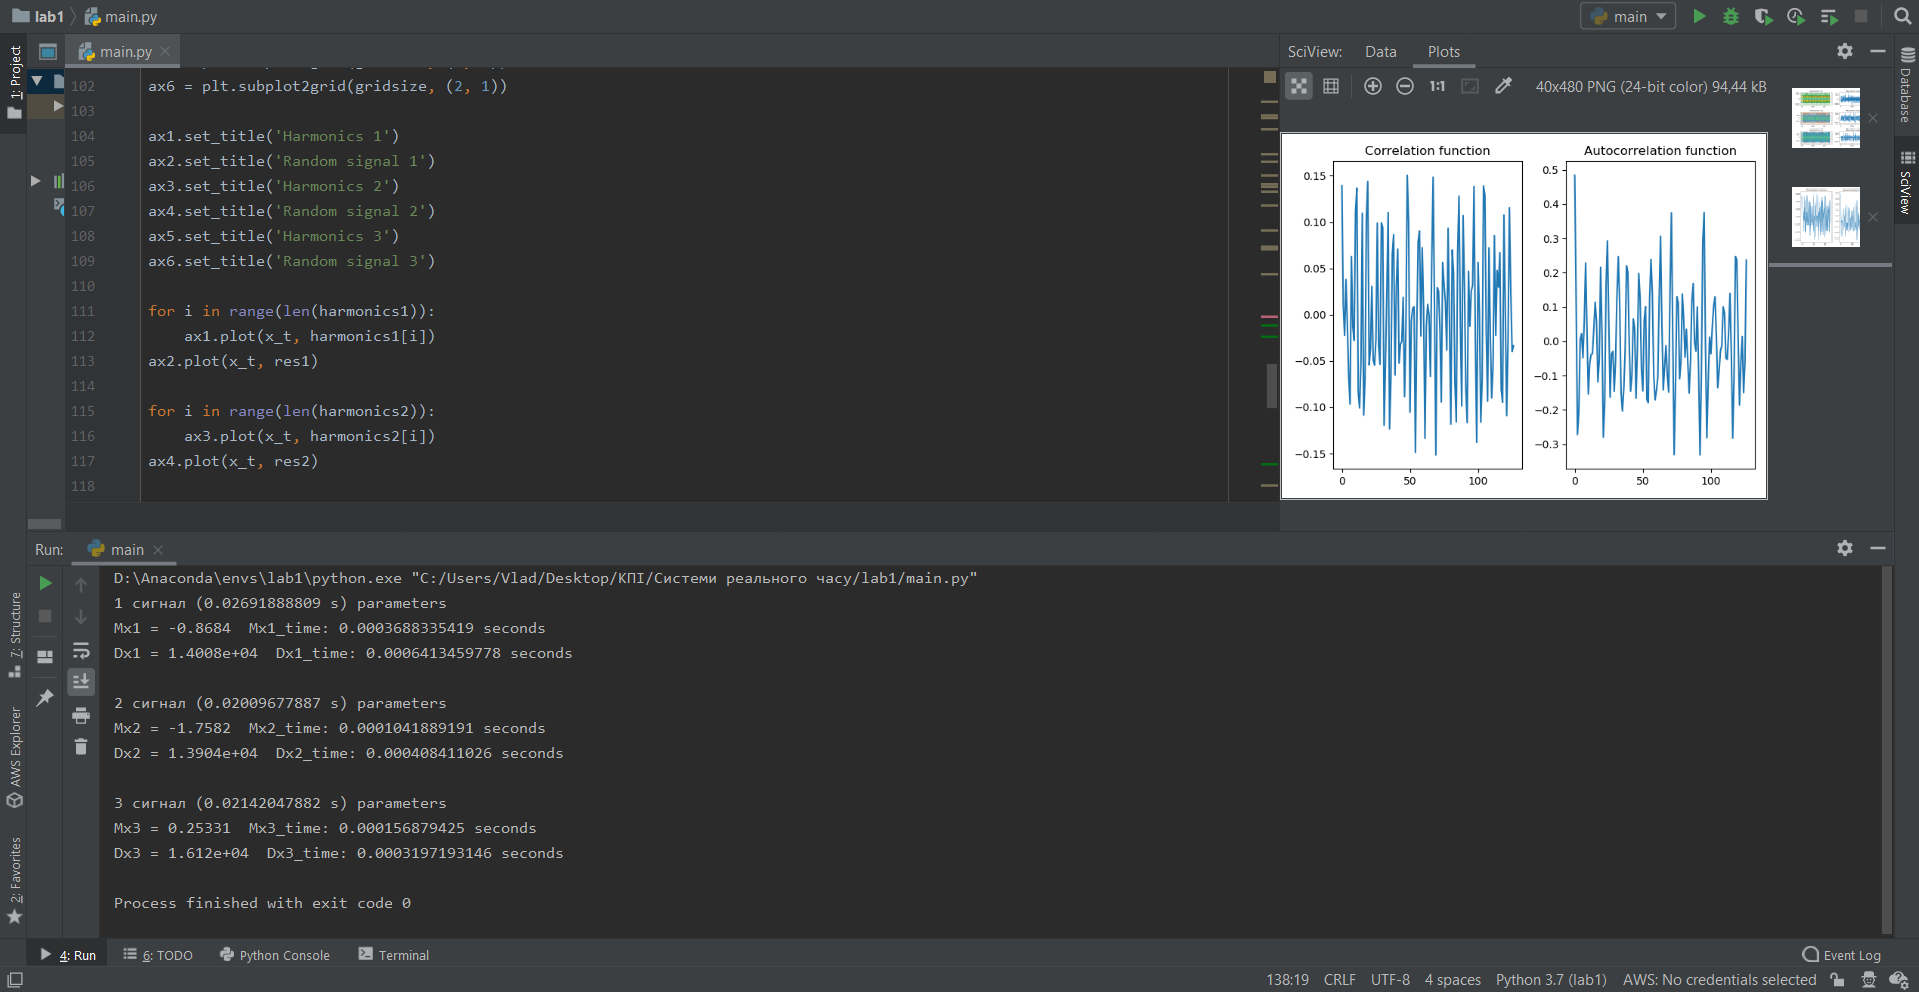 lab1 main.py
main
1: Project
main.py
102 ax6 = plt.subplot2grid(gridsize, (2, 1))
103
104 ax1.set_title('Harmonics 1')
105 ax2.set_title('Random signal 1')
106 ax3.set_title('Harmonics 2')
107 ax4.set_title('Random signal 2')
108 ax5.set_title('Harmonics 3')
109 ax6.set_title('Random signal 3')
110
111 for i in range(len(harmonics1)):
112 ax1.plot(x_t, harmonics1[i])
113 ax2.plot(x_t, res1)
114
115 for i in range(len(harmonics2)):
116 ax3.plot(x_t, harmonics2[i])
117 ax4.plot(x_t, res2)
118
SciView: Data Plots
1:1 40x480 PNG (24-bit color) 94,44 kB
Correlation function
0.15
0.10
0.05
0.00
−0.05
−0.10
−0.15
0 50 100
Autocorrelation function
0.5
0.4
0.3
0.2
0.1
0.0
−0.1
−0.2
−0.3
0 50 100
Database
SciView
Run: main
D:\Anaconda\envs\lab1\python.exe "C:/Users/Vlad/Desktop/КПІ/Системи реального часу/lab1/main.py"
1 сигнал (0.02691888809 s) parameters
Mx1 = -0.8684 Mx1_time: 0.0003688335419 seconds
Dx1 = 1.4008e+04 Dx1_time: 0.0006413459778 seconds
2 сигнал (0.02009677887 s) parameters
Mx2 = -1.7582 Mx2_time: 0.0001041889191 seconds
Dx2 = 1.3904e+04 Dx2_time: 0.000408411026 seconds
3 сигнал (0.02142047882 s) parameters
Mx3 = 0.25331 Mx3_time: 0.000156879425 seconds
Dx3 = 1.612e+04 Dx3_time: 0.0003197193146 seconds
Process finished with exit code 0
7: Structure
AWS Explorer
2: Favorites
4: Run 6: TODO Python Console Terminal
Event Log
138:19 CRLF UTF-8 4 spaces Python 3.7 (lab1) AWS: No credentials selected